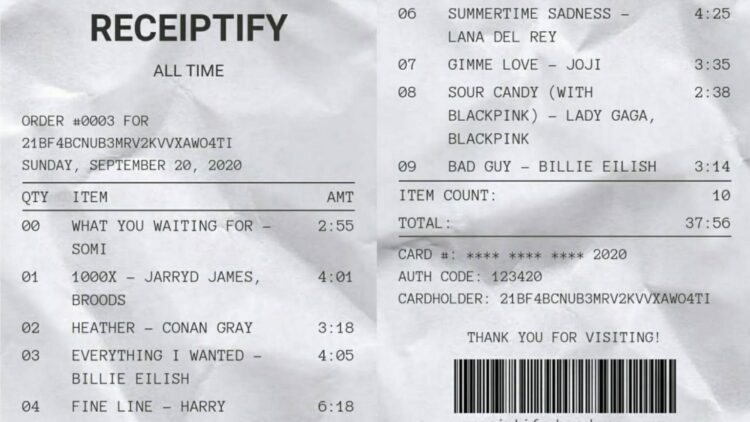 RECEIPTIFY
ALL TIME
ORDER #0003 FOR
21BF4BCNUB3MRV2KVVXAWO4TI
SUNDAY, SEPTEMBER 20, 2020
QTY ITEM AMT
00 WHAT YOU WAITING FOR – 2:55
SOMI
01 1000X – JARRYD JAMES, 4:01
BROODS
02 HEATHER – CONAN GRAY 3:18
03 EVERYTHING I WANTED – 4:05
BILLIE EILISH
04 FINE LINE – HARRY 6:18
06 SUMMERTIME SADNESS – 4:25
LANA DEL REY
07 GIMME LOVE – JOJI 3:35
08 SOUR CANDY (WITH 2:38
BLACKPINK) – LADY GAGA,
BLACKPINK
09 BAD GUY – BILLIE EILISH 3:14
ITEM COUNT: 10
TOTAL: 37:56
CARD #: **** **** **** 2020
AUTH CODE: 123420
CARDHOLDER: 21BF4BCNUB3MRV2KVVXAWO4TI
THANK YOU FOR VISITING!